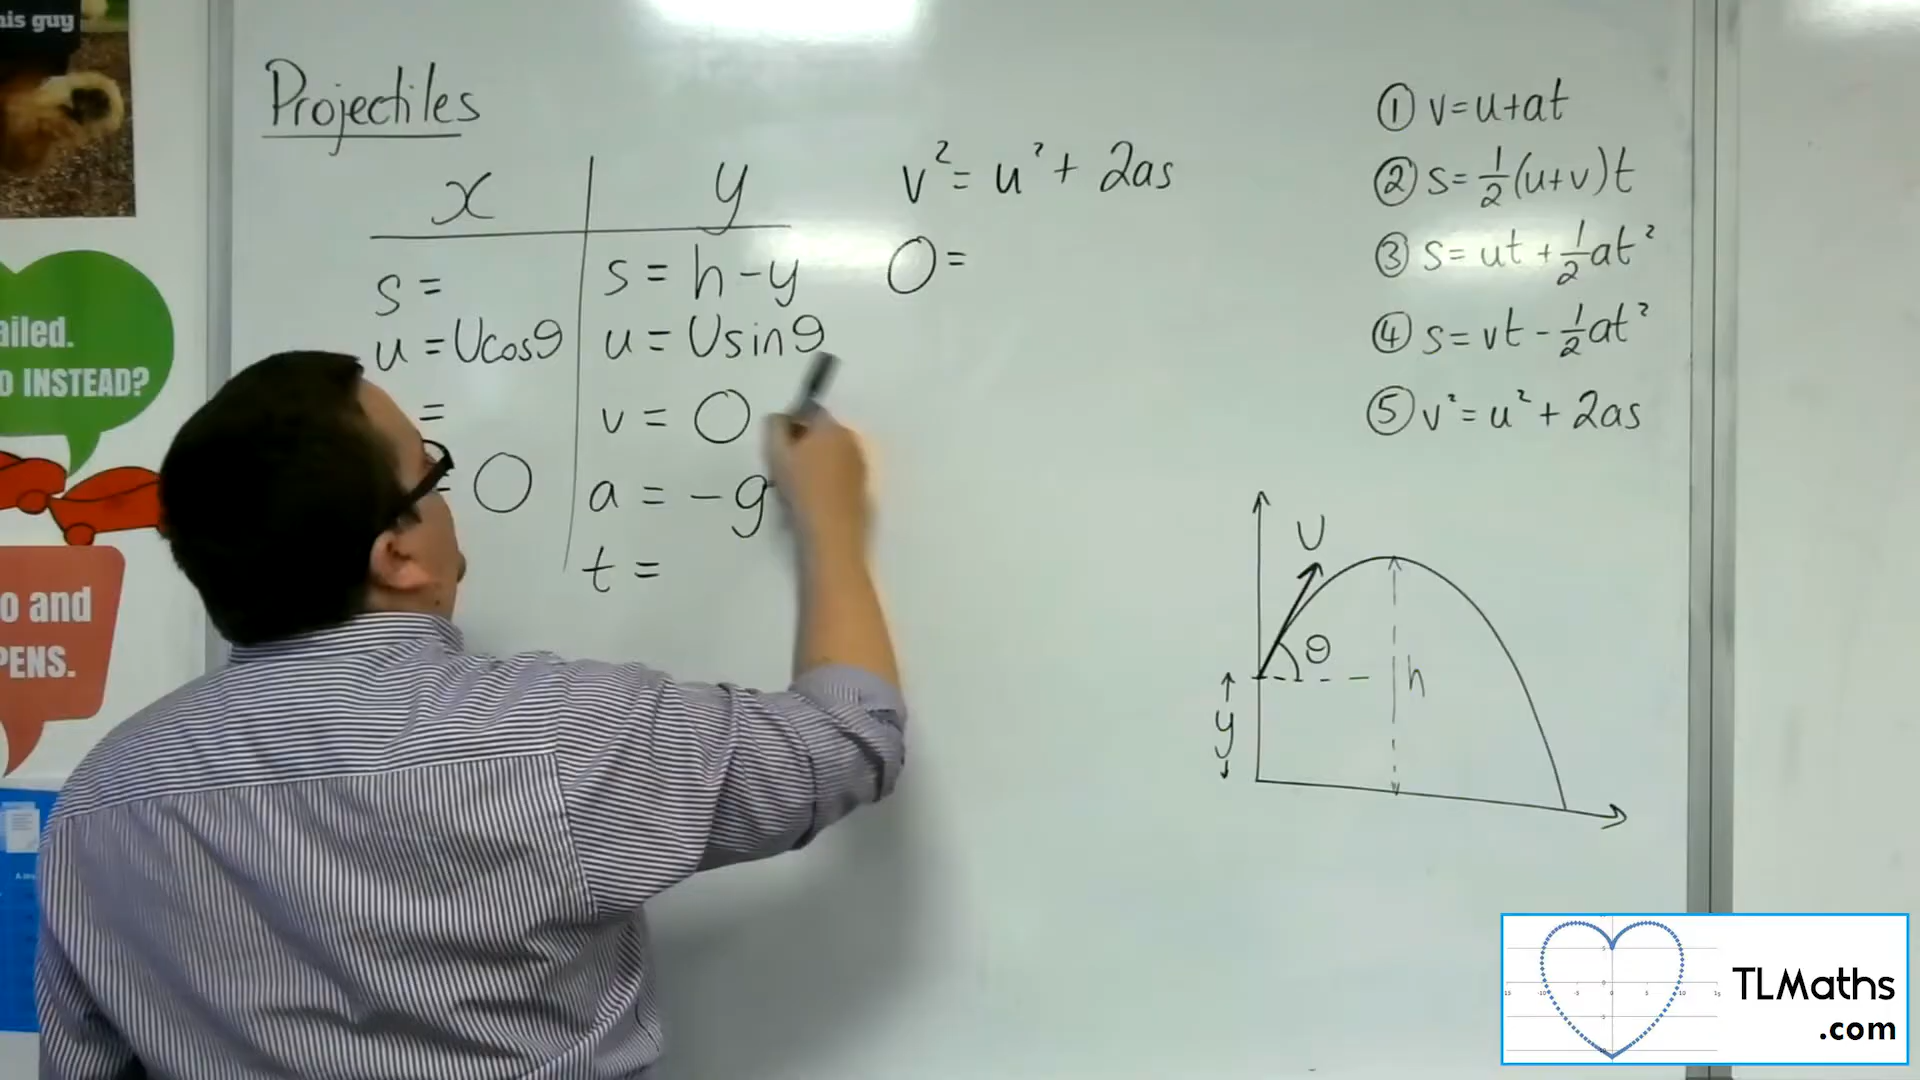 his guy
ailed.
O INSTEAD?
o and
PENS.
Projectiles
x y
s = s = h - y
u = Ucosθ u = Usinθ
= v = 0
= 0 a = -g
t =
v² = u² + 2as
0 =
① v = u + at
② s = ½(u+v)t
③ s = ut + ½at²
④ s = vt - ½at²
⑤ v² = u² + 2as
U
θ
h
y
TLMaths
.com